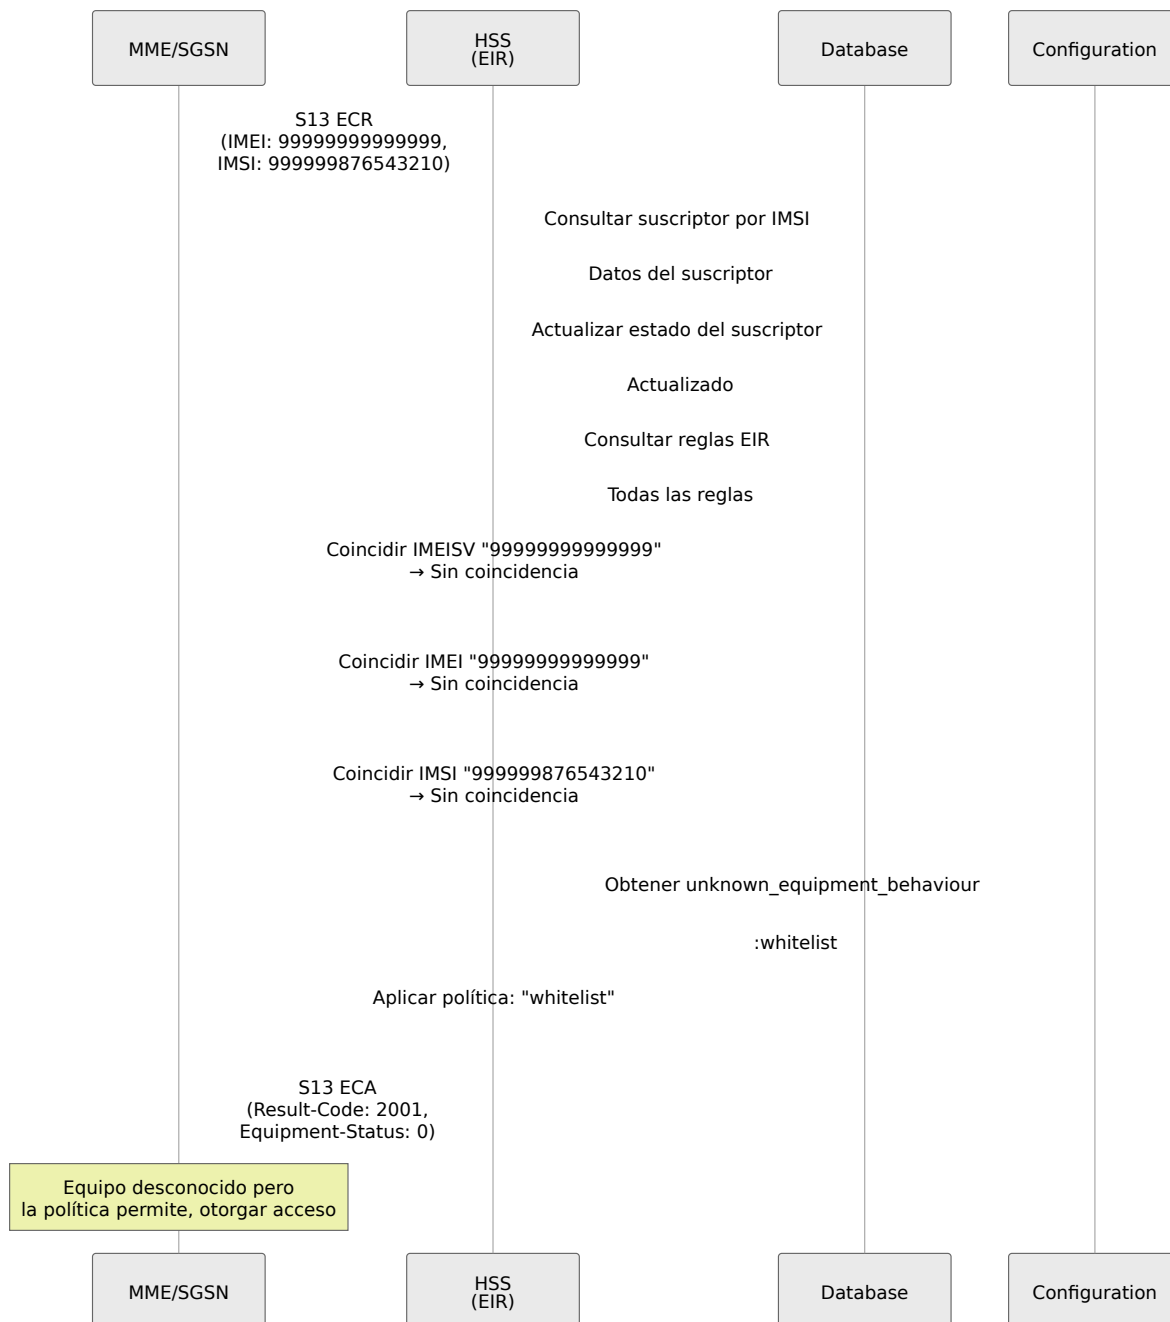 MME/SGSN
HSS
(EIR)
Database
Configuration
S13 ECR
(IMEI: 99999999999999,
IMSI: 999999876543210)
Consultar suscriptor por IMSI
Datos del suscriptor
Actualizar estado del suscriptor
Actualizado
Consultar reglas EIR
Todas las reglas
Coincidir IMEISV "99999999999999"
→ Sin coincidencia
Coincidir IMEI "99999999999999"
→ Sin coincidencia
Coincidir IMSI "999999876543210"
→ Sin coincidencia
Obtener unknown_equipment_behaviour
:whitelist
Aplicar política: "whitelist"
S13 ECA
(Result-Code: 2001,
Equipment-Status: 0)
Equipo desconocido pero
la política permite, otorgar acceso
MME/SGSN
HSS
(EIR)
Database
Configuration